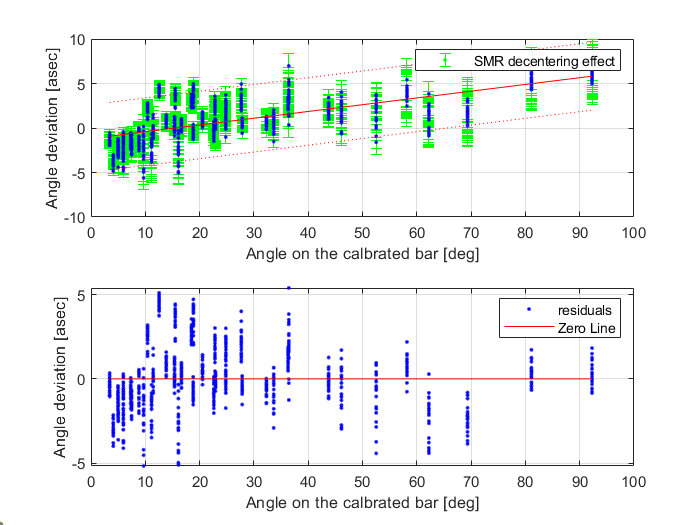 10
5
0
-5
-10
Angle deviation [asec]
SMR decentering effect
0 10 20 30 40 50 60 70 80 90 100
Angle on the calbrated bar [deg]
5
0
-5
Angle deviation [asec]
residuals
Zero Line
0 10 20 30 40 50 60 70 80 90 100
Angle on the calbrated bar [deg]